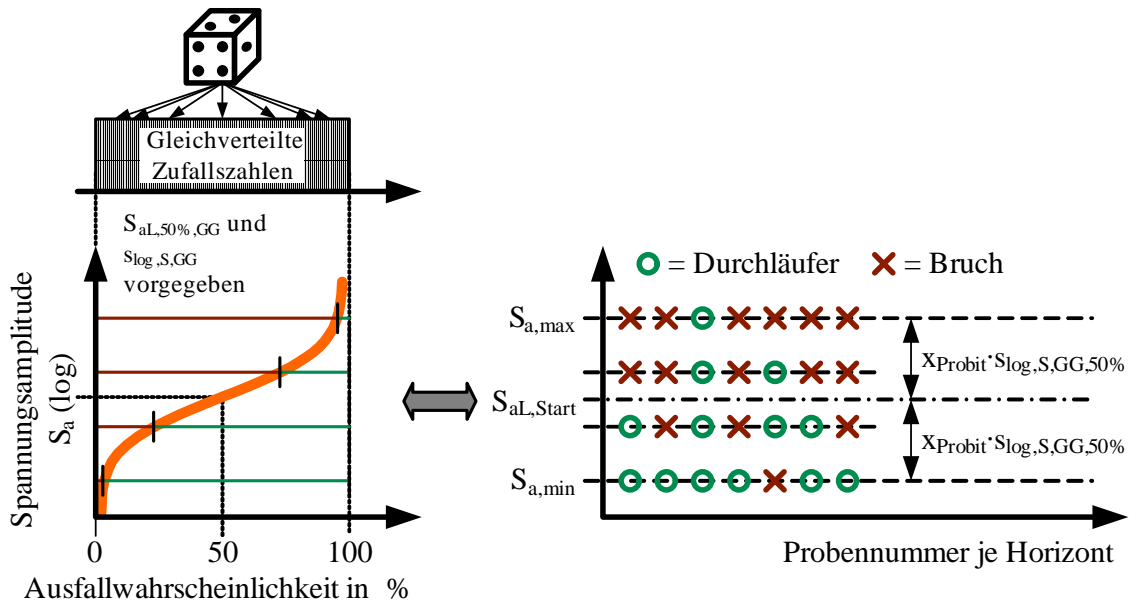 Gleichverteilte
Zufallszahlen
S_aL,50%,GG und
s_log,S,GG
vorgegeben
Spannungsamplitude
S_a (log)
0 50 100
Ausfallwahrscheinlichkeit in %
= Durchläufer = Bruch
S_a,max
x_Probit·s_log,S,GG,50%
S_aL,Start
x_Probit·s_log,S,GG,50%
S_a,min
Probennummer je Horizont